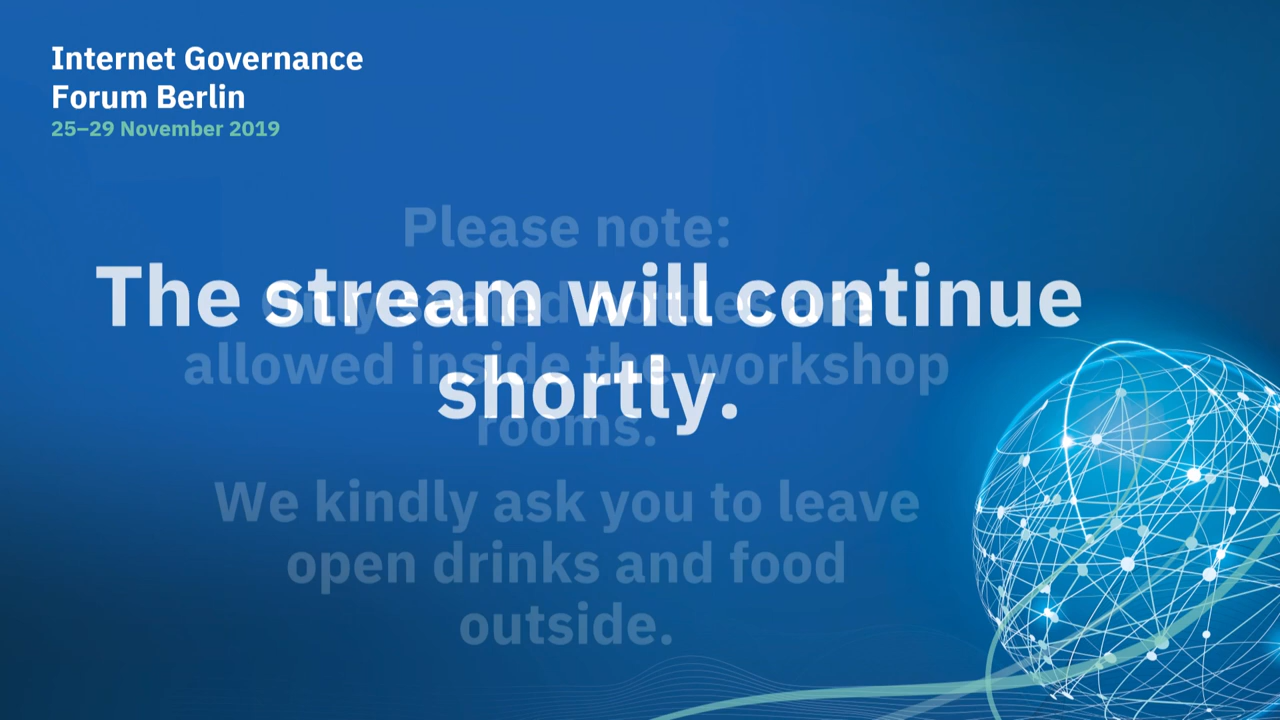 Internet Governance
Forum Berlin
25–29 November 2019
Please note:
The stream will continue
shortly.
are
allowed inside the workshop
rooms.
We kindly ask you to leave
open drinks and food
outside.